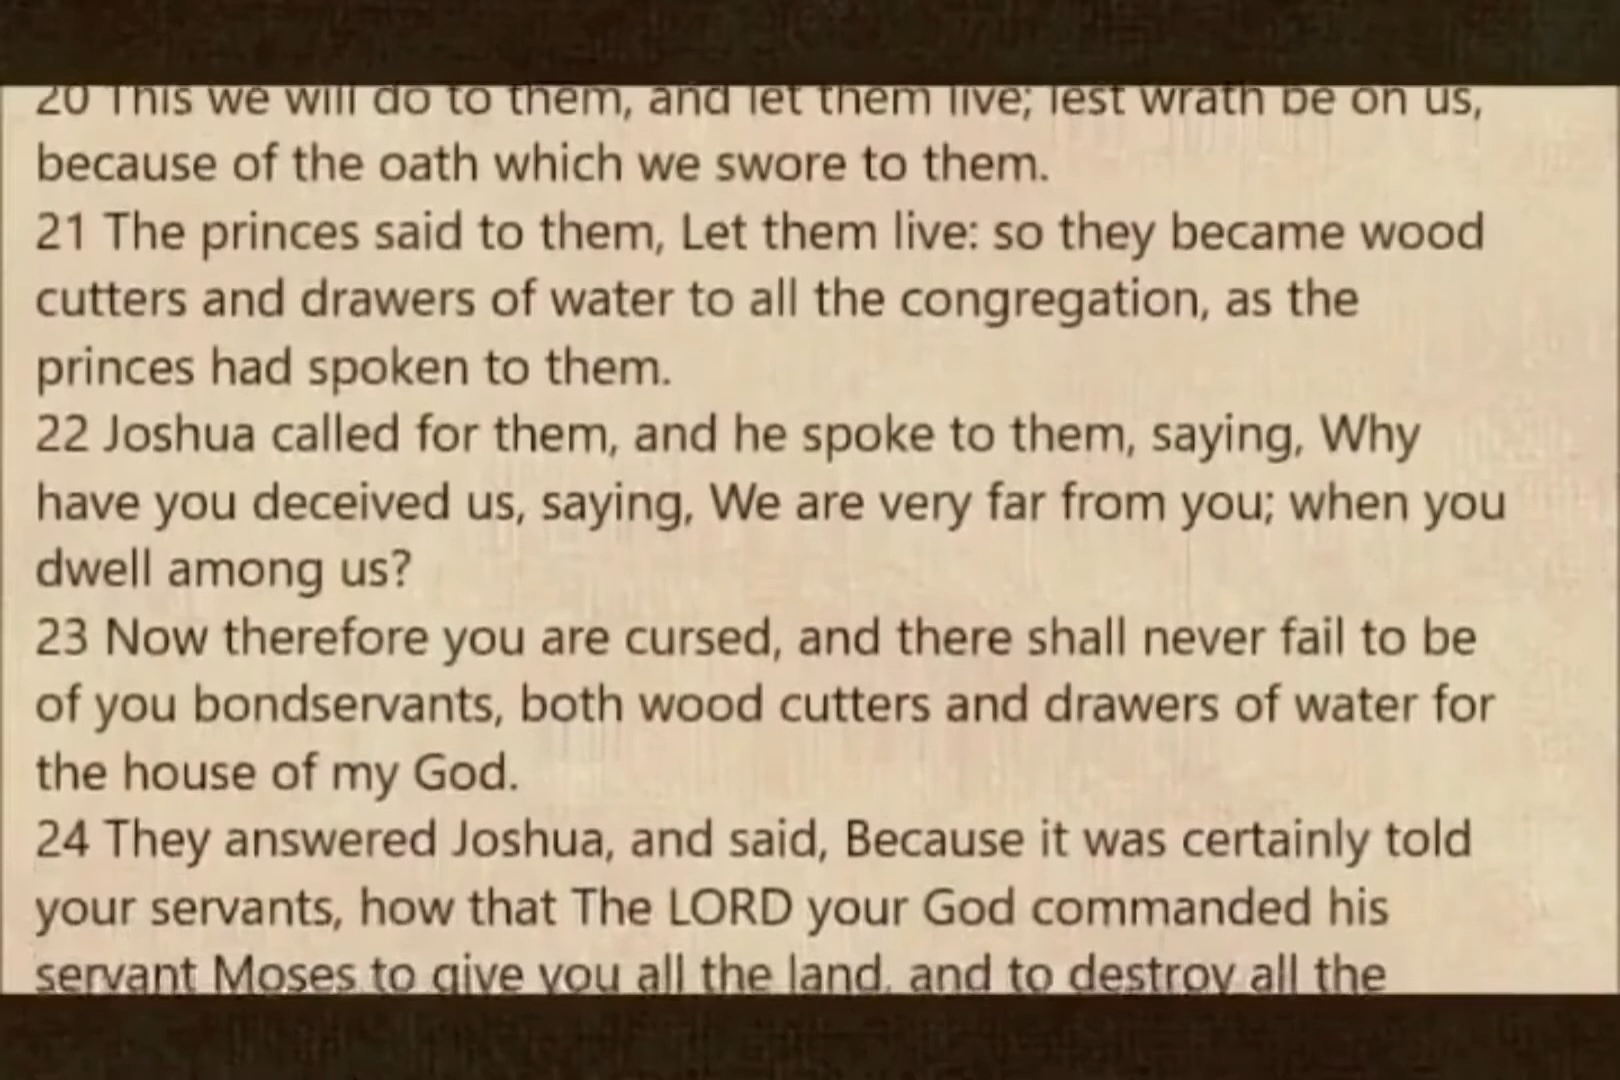 20 This we will do to them, and let them live; lest wrath be on us,
because of the oath which we swore to them.
21 The princes said to them, Let them live: so they became wood
cutters and drawers of water to all the congregation, as the
princes had spoken to them.
22 Joshua called for them, and he spoke to them, saying, Why
have you deceived us, saying, We are very far from you; when you
dwell among us?
23 Now therefore you are cursed, and there shall never fail to be
of you bondservants, both wood cutters and drawers of water for
the house of my God.
24 They answered Joshua, and said, Because it was certainly told
your servants, how that The LORD your God commanded his
servant Moses to give you all the land, and to destroy all the